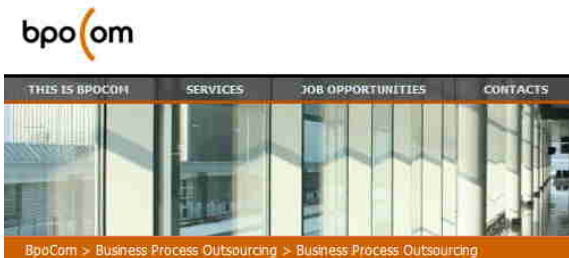 bpo(om
THIS IS BPOCOM SERVICES JOB OPPORTUNITIES CONTACTS
BpoCom > Business Process Outsourcing > Business Process Outsourcing